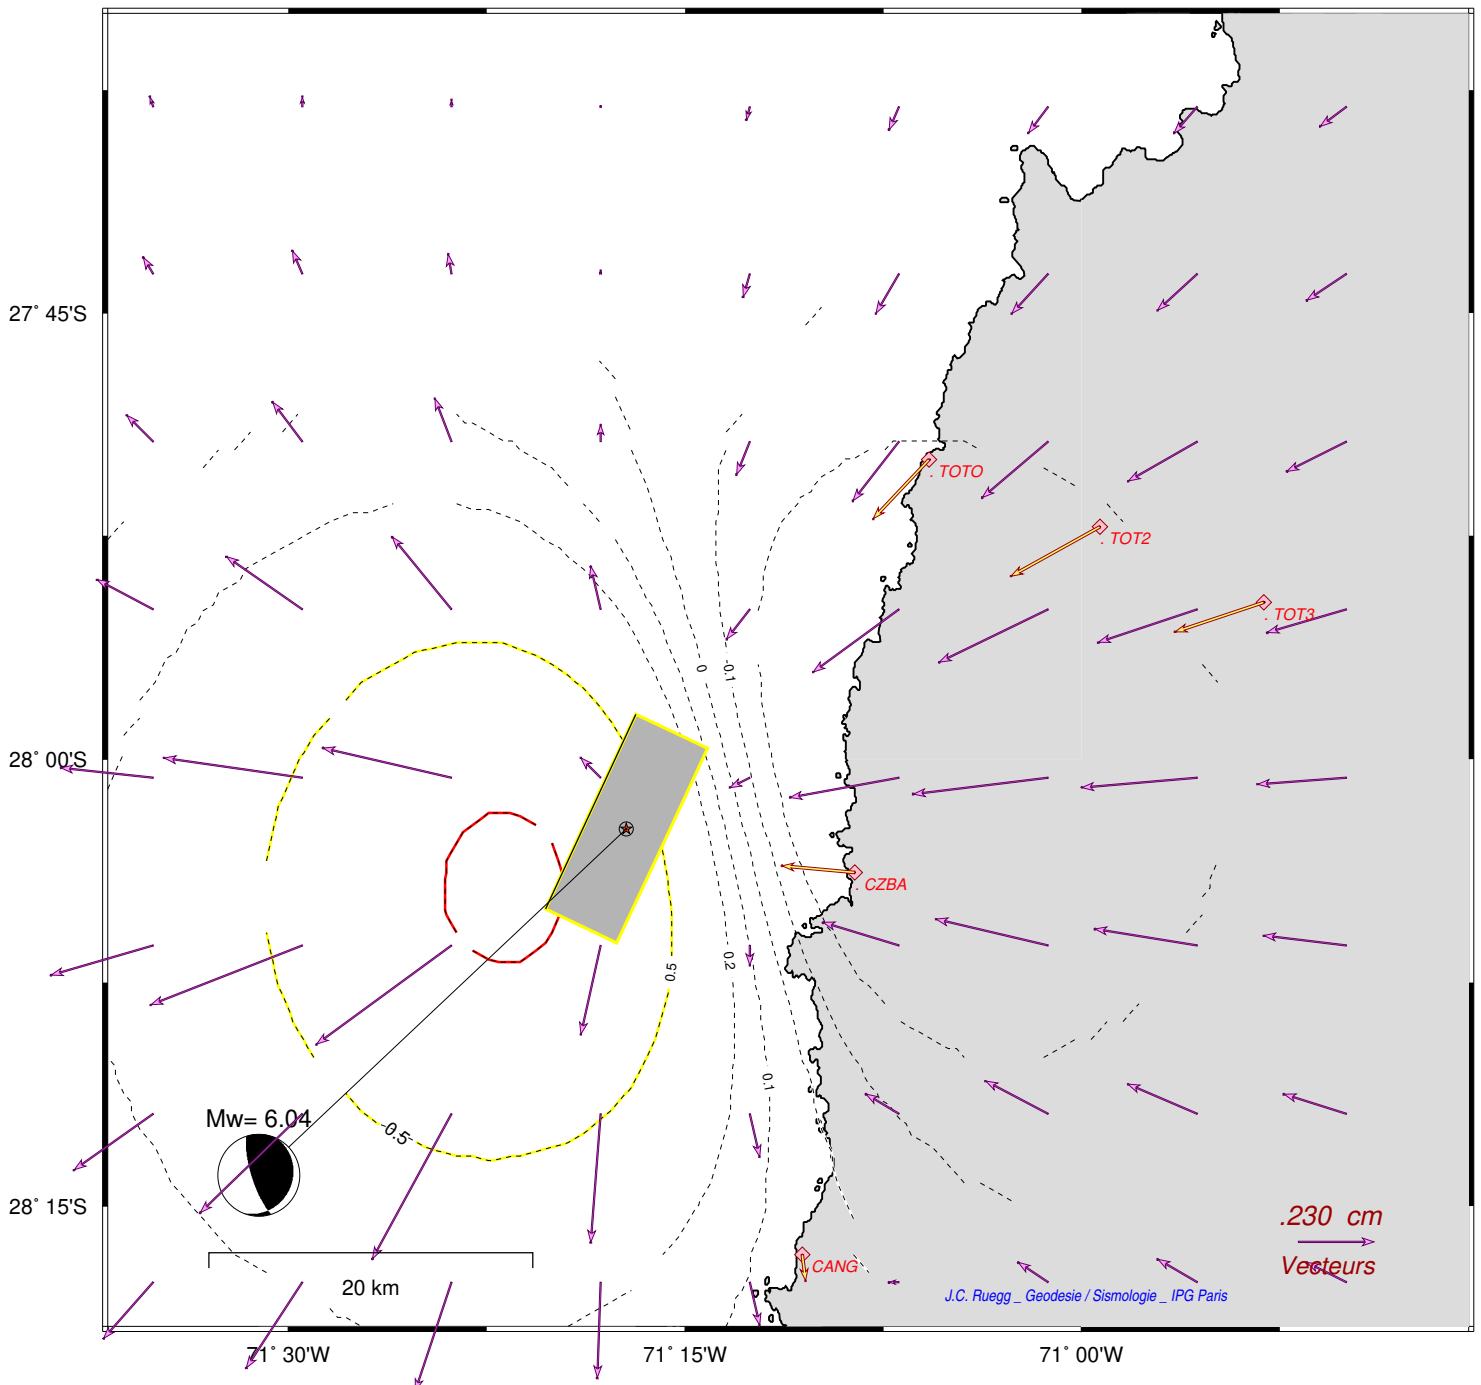 27° 45'S
. TOTO
. TOT2
. TOT3
0
0.1
28° 00'S
. CZBA
0.2
0.5
0.1
Mw= 6.04
0.5
28° 15'S
.230 cm
Vecteurs
. CANG
20 km
J.C. Ruegg _ Geodesie / Sismologie _ IPG Paris
71° 30'W
71° 15'W
71° 00'W